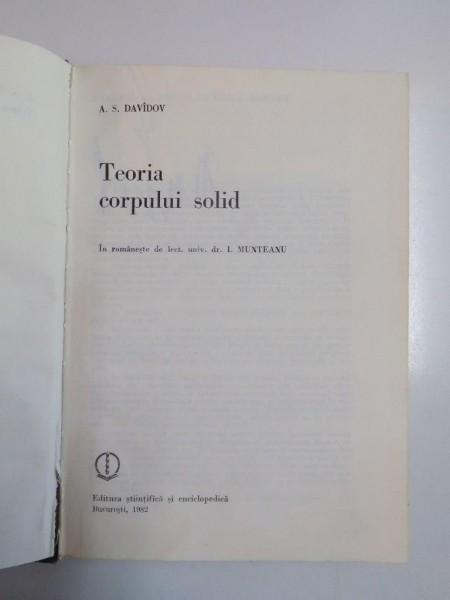 A. S. DAVÎDOV
Teoria
corpului solid
În românește de lect. univ. dr. I. MUNTEANU
Editura științifică și enciclopedică
București, 1982